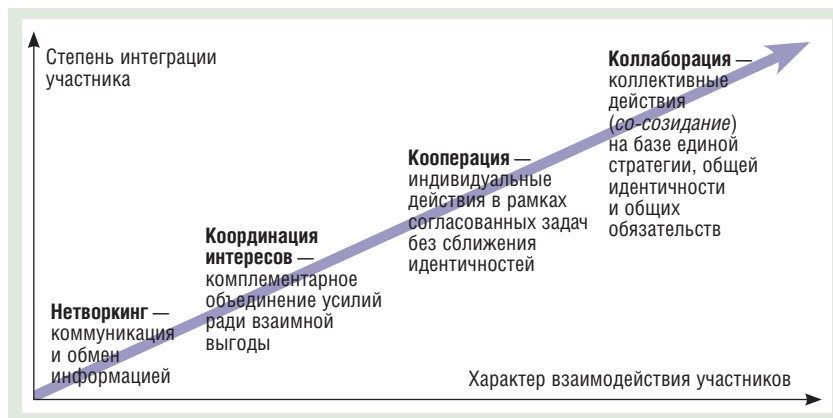 Степень интеграции
участника
Коллаборация —
коллективные
действия
(со-созидание)
на базе единой
стратегии, общей
идентичности
и общих
обязательств
Кооперация —
индивидуальные
действия в рамках
согласованных задач
без сближения
идентичностей
Координация
интересов —
комплементарное
объединение усилий
ради взаимной
выгоды
Нетворкинг —
коммуникация
и обмен
информацией
Характер взаимодействия участников